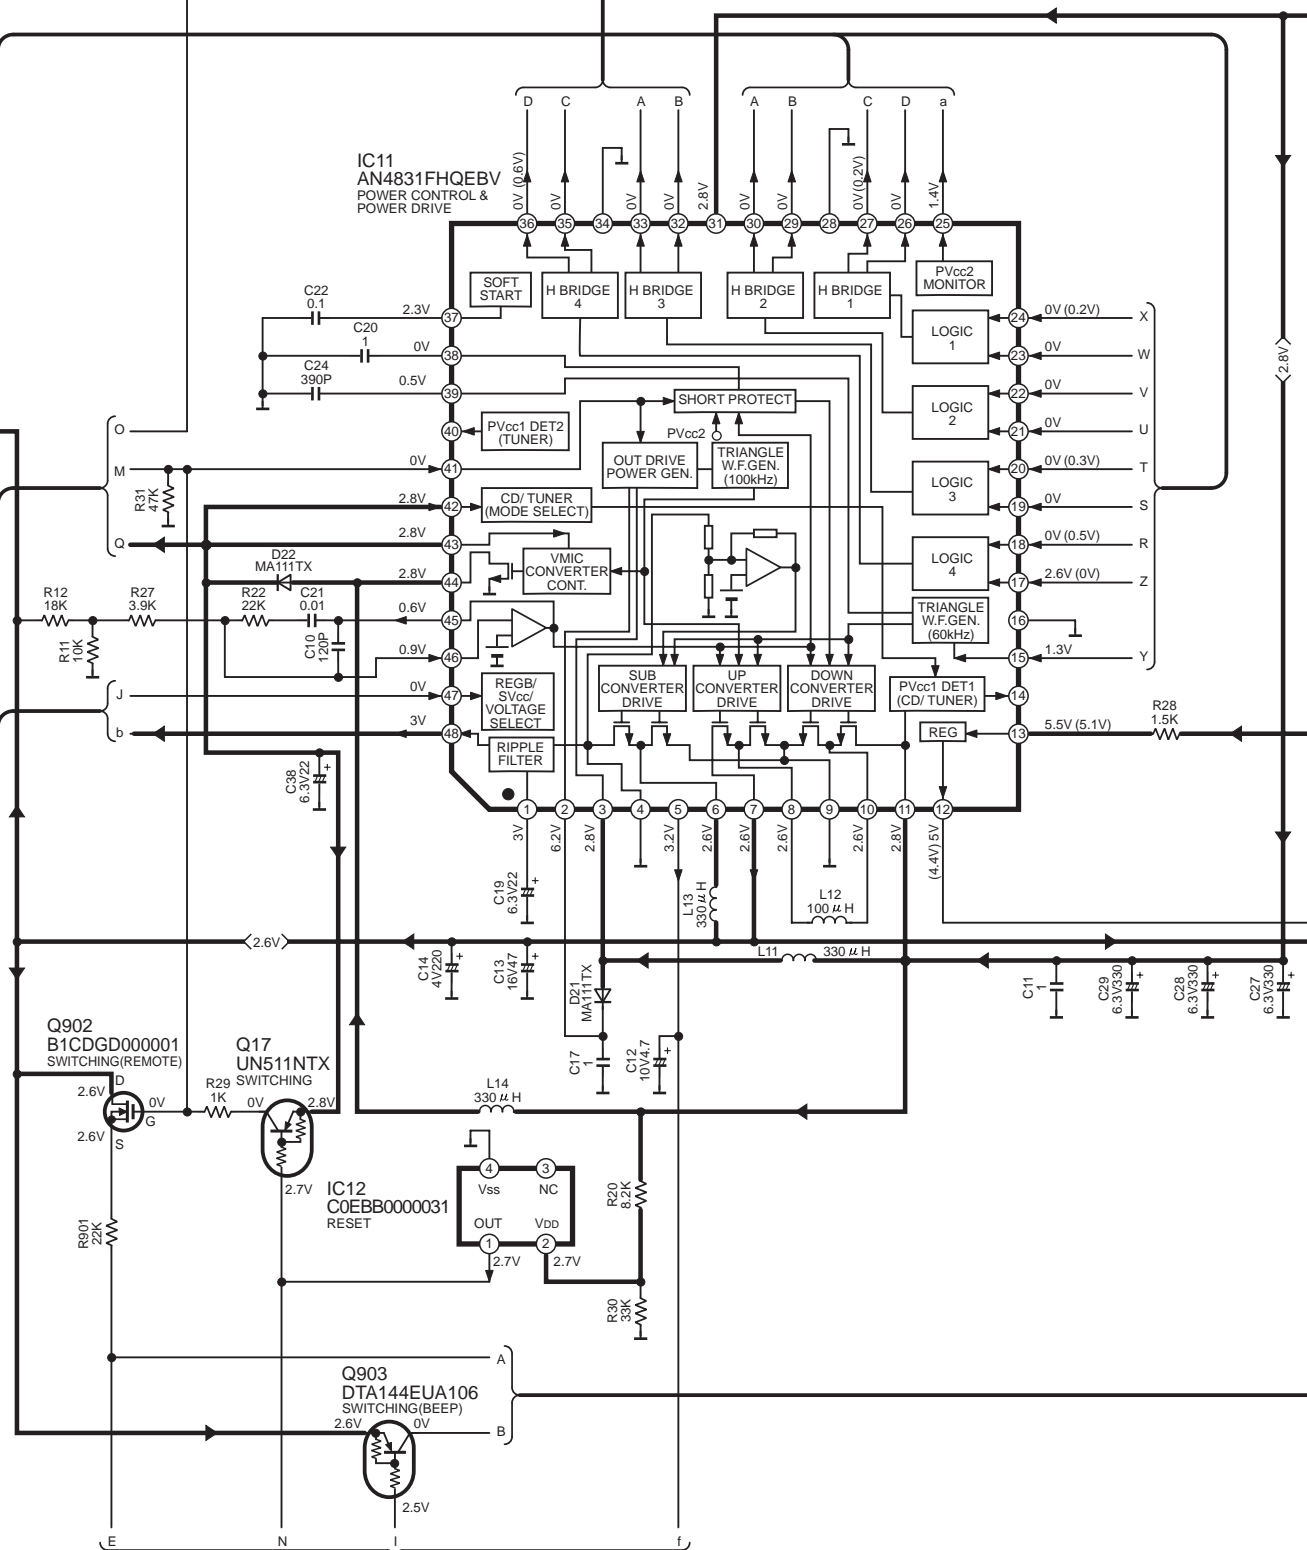 D C A B A B C D a
IC11
AN4831FHQEBV
POWER CONTROL &
POWER DRIVE
0V (0.6V) 0V 0V 0V 2.8V 0V 0V 0V(0.2V) 0V 1.4V
36 35 34 33 32 31 30 29 28 27 26 25
SOFT
START
H BRIDGE
4
H BRIDGE
3
H BRIDGE
2
H BRIDGE
1
PVcc2
MONITOR
C22
0.1
2.3V 37
C20
1
0V 38
C24
390P
0.5V 39
LOGIC
1
24 0V (0.2V) X
23 0V W
2.8V
SHORT PROTECT
LOGIC
2
22 0V V
21 0V U
O
40
PVcc1 DET2
(TUNER)
PVcc2
OUT DRIVE
POWER GEN.
TRIANGLE
W.F.GEN.
(100kHz)
M
R31
47K
0V 41
LOGIC
3
20 0V (0.3V) T
19 0V S
2.8V 42
CD/ TUNER
(MODE SELECT)
Q
2.8V 43
VMIC
CONVERTER
CONT.
D22
MA111TX
2.8V 44
LOGIC
4
18 0V (0.5V) R
17 2.6V (0V) Z
R12
18K
R27
3.9K
R22
22K
C21
0.01
0.6V 45
R11
10K
C10
120P
0.9V 46
TRIANGLE
W.F.GEN.
(60kHz)
16
15 1.3V Y
J
0V 47
REGB/
SVcc/
VOLTAGE
SELECT
SUB
CONVERTER
DRIVE
UP
CONVERTER
DRIVE
DOWN
CONVERTER
DRIVE
PVcc1 DET1
(CD/ TUNER)
14
b
3V 48
RIPPLE
FILTER
REG
13 5.5V (5.1V)
R28
1.5K
C38
6.3V22
1 2 3 4 5 6 7 8 9 10 11 12
3V 6.2V 2.8V 3.2V 2.6V 2.6V 2.6V 2.6V 2.8V (4.4V) 5V
C19
6.3V22
L13
330 μ H
L12
100 μ H
2.6V
C14
4V220
C13
16V47
L11 330 μ H
D21
MA111TX
C11
1
C29
6.3V330
C28
6.3V330
C27
6.3V330
C17
1
C12
10V4.7
Q902
B1CDGD000001
SWITCHING(REMOTE)
Q17
UN511NTX
SWITCHING
D
2.6V
0V
G
2.6V
S
R29
1K
0V
2.8V
2.7V
L14
330 μ H
IC12
C0EBB0000031
RESET
4 3
Vss NC
OUT VDD
1 2
2.7V 2.7V
R20
8.2K
R30
33K
R901
22K
A
Q903
DTA144EUA106
SWITCHING(BEEP)
2.6V 0V B
2.5V
E N I f